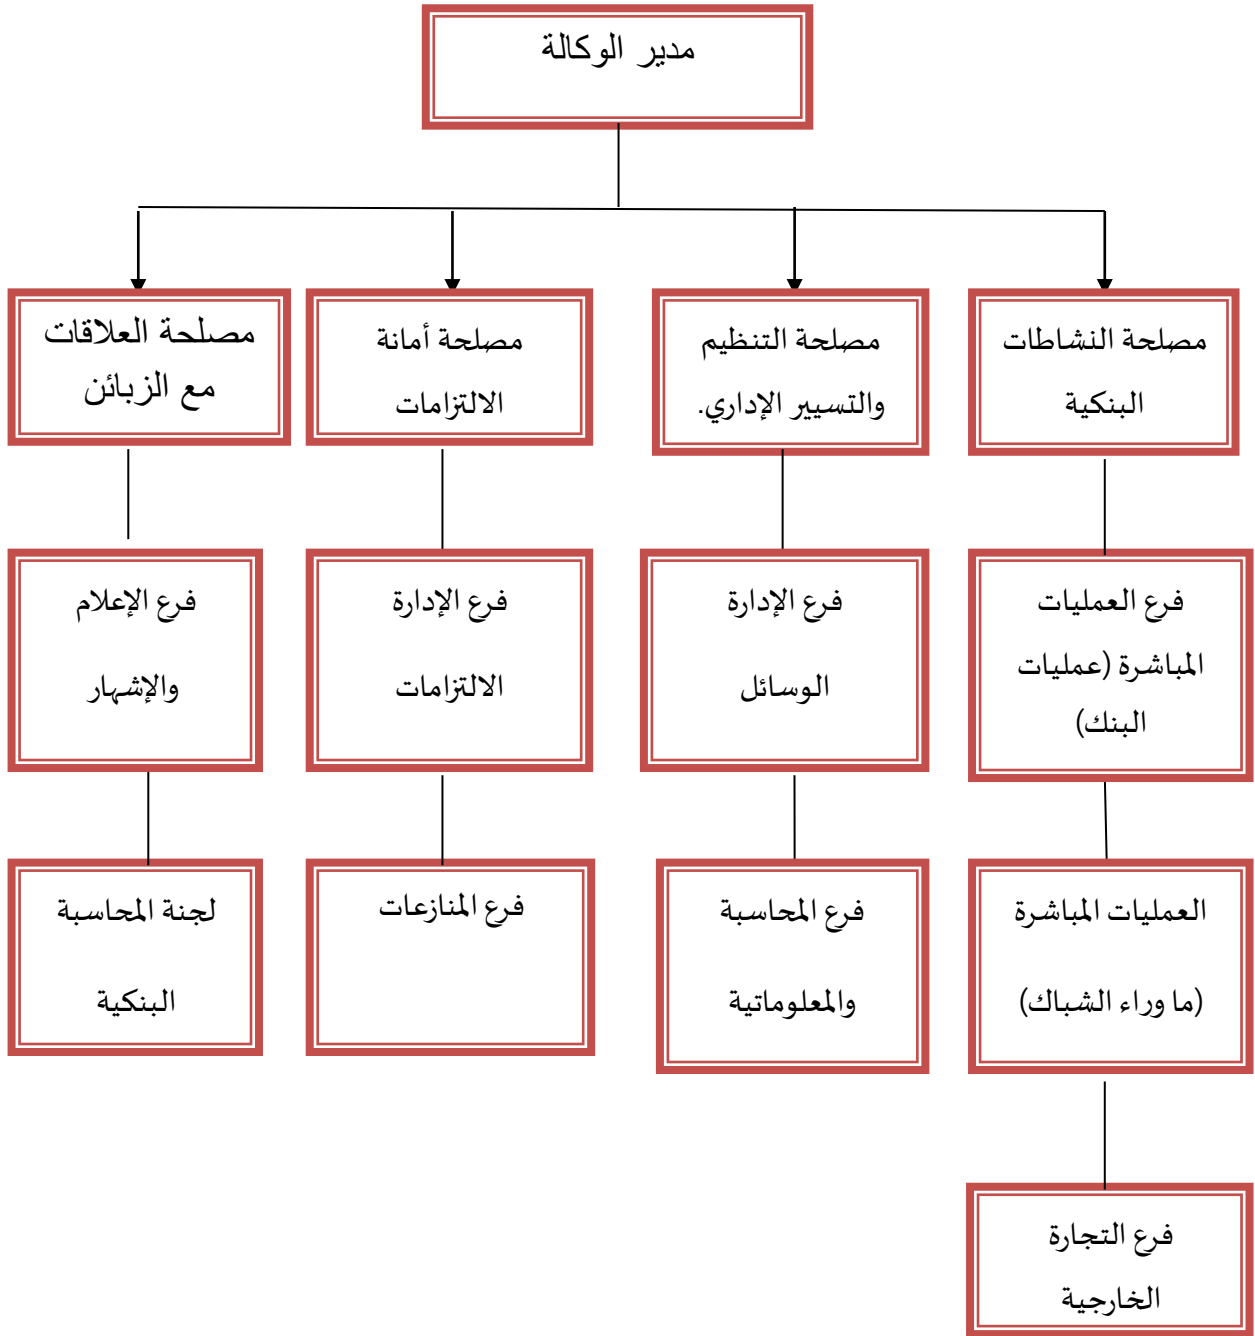 مدير الوكالة
مصلحة النشاطات
البنكية
مصلحة التنظيم
والتسيير الإداري.
مصلحة أمانة
الالتزامات
مصلحة العلاقات
مع الزبائن
فرع العمليات
المباشرة (عمليات
البنك)
فرع الإدارة
الوسائل
فرع الإدارة
الالتزامات
فرع الإعلام
والإشهار
العمليات المباشرة
(ما وراء الشباك)
فرع المحاسبة
والمعلوماتية
فرع المنازعات
لجنة المحاسبة
البنكية
فرع التجارة
الخارجية